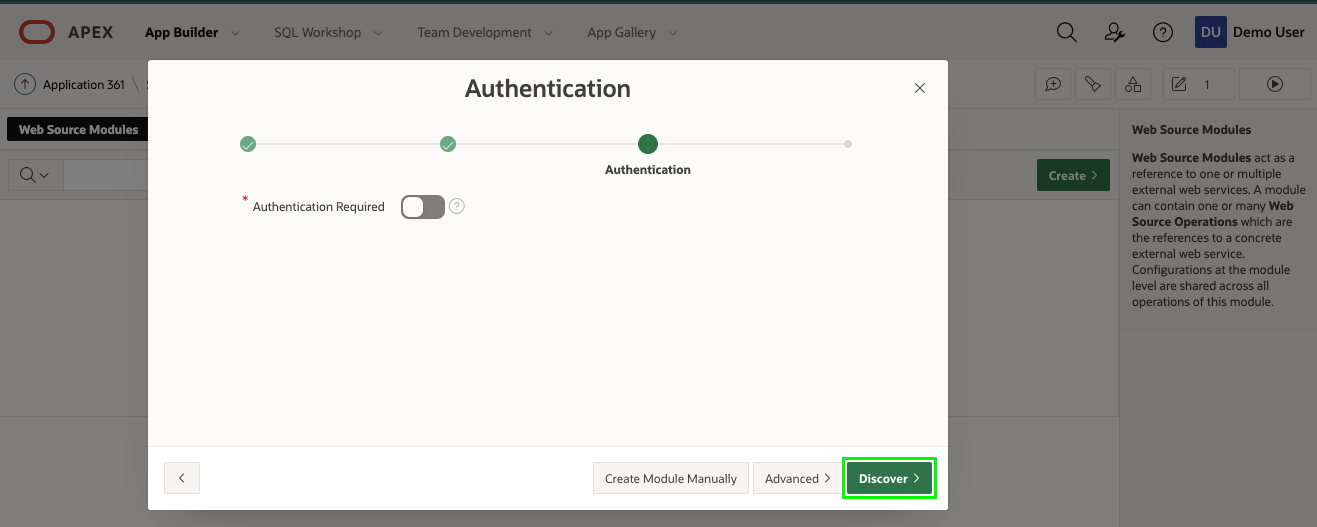 APEX App Builder SQL Workshop Team Development App Gallery DU Demo User
Application 361 \ 1
Authentication
Web Source Modules
Authentication
Create
* Authentication Required ?
Web Source Modules
Web Source Modules act as a
reference to one or multiple
external web services. A module
can contain one or many Web
Source Operations which are
the references to a concrete
external web service.
Configurations at the module
level are shared across all
operations of this module.
Create Module Manually Advanced Discover